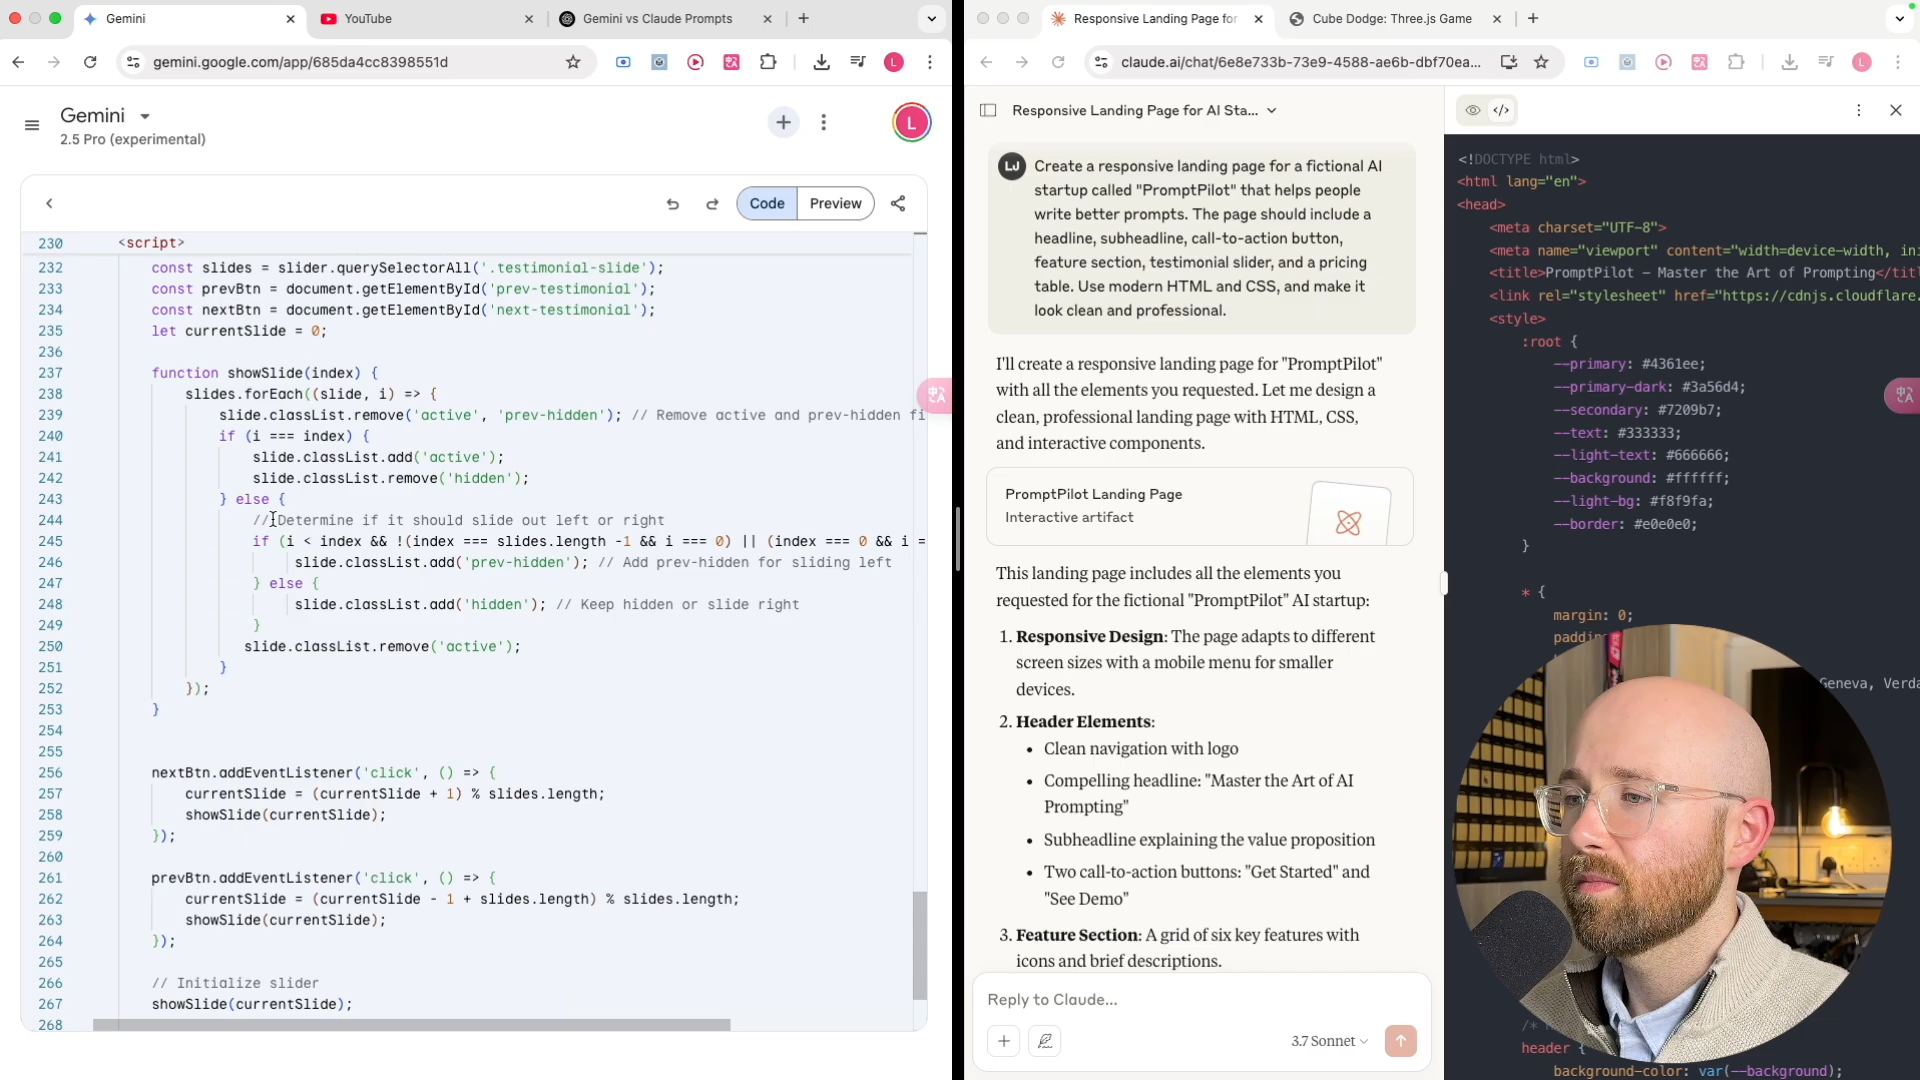 Gemini
YouTube
Gemini vs Claude Prompts
gemini.google.com/app/685da4cc8398551d
L
Gemini
2.5 Pro (experimental)
L
Code
Preview
230 <script>
232 const slides = slider.querySelectorAll('.testimonial-slide');
233 const prevBtn = document.getElementById('prev-testimonial');
234 const nextBtn = document.getElementById('next-testimonial');
235 let currentSlide = 0;
236
237 function showSlide(index) {
238 slides.forEach((slide, i) => {
239 slide.classList.remove('active', 'prev-hidden'); // Remove active and prev-hidden fi
240 if (i === index) {
241 slide.classList.add('active');
242 slide.classList.remove('hidden');
243 } else {
244 // Determine if it should slide out left or right
245 if (i < index && !(index === slides.length -1 && i === 0) || (index === 0 && i =
246 slide.classList.add('prev-hidden'); // Add prev-hidden for sliding left
247 } else {
248 slide.classList.add('hidden'); // Keep hidden or slide right
249 }
250 slide.classList.remove('active');
251 }
252 });
253 }
254
255
256 nextBtn.addEventListener('click', () => {
257 currentSlide = (currentSlide + 1) % slides.length;
258 showSlide(currentSlide);
259 });
260
261 prevBtn.addEventListener('click', () => {
262 currentSlide = (currentSlide - 1 + slides.length) % slides.length;
263 showSlide(currentSlide);
264 });
265
266 // Initialize slider
267 showSlide(currentSlide);
268
Responsive Landing Page for
Cube Dodge: Three.js Game
claude.ai/chat/6e8e733b-73e9-4588-ae6b-dbf70ea...
L
Responsive Landing Page for AI Sta...
LJ
Create a responsive landing page for a fictional AI
startup called "PromptPilot" that helps people
write better prompts. The page should include a
headline, subheadline, call-to-action button,
feature section, testimonial slider, and a pricing
table. Use modern HTML and CSS, and make it
look clean and professional.
I'll create a responsive landing page for "PromptPilot"
with all the elements you requested. Let me design a
clean, professional landing page with HTML, CSS,
and interactive components.
PromptPilot Landing Page
Interactive artifact
This landing page includes all the elements you
requested for the fictional "PromptPilot" AI startup:
1. Responsive Design: The page adapts to different
screen sizes with a mobile menu for smaller
devices.
2. Header Elements:
• Clean navigation with logo
• Compelling headline: "Master the Art of AI
Prompting"
• Subheadline explaining the value proposition
• Two call-to-action buttons: "Get Started" and
"See Demo"
3. Feature Section: A grid of six key features with
icons and brief descriptions.
Reply to Claude...
3.7 Sonnet
<!DOCTYPE html>
<html lang="en">
<head>
<meta charset="UTF-8">
<meta name="viewport" content="width=device-width, ini
<title>PromptPilot – Master the Art of Prompting</titl
<link rel="stylesheet" href="https://cdnjs.cloudflare.
<style>
:root {
--primary: #4361ee;
--primary-dark: #3a56d4;
--secondary: #7209b7;
--text: #333333;
--light-text: #666666;
--background: #ffffff;
--light-bg: #f8f9fa;
--border: #e0e0e0;
}
* {
margin: 0;
paddin
Geneva, Verda
header {
background-color: var(--background);